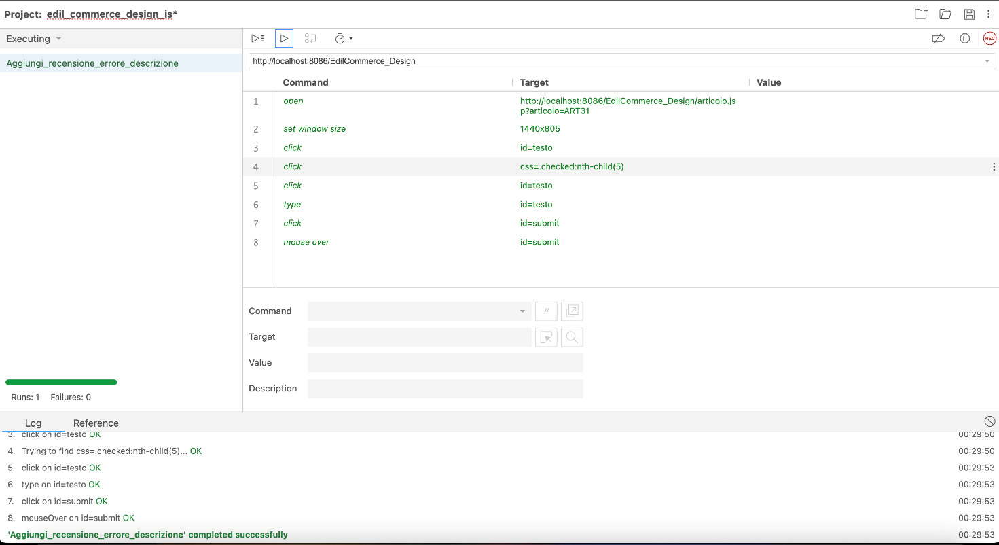 Project: edil_commerce_design_is*
Executing
Aggiungi_recensione_errore_descrizione
REC
http://localhost:8086/EdilCommerce_Design
Command Target Value
1 open http://localhost:8086/EdilCommerce_Design/articolo.js
p?articolo=ART31
2 set window size 1440x805
3 click id=testo
4 click css=.checked:nth-child(5)
5 click id=testo
6 type id=testo
7 click id=submit
8 mouse over id=submit
Command //
Target
Value
Description
Runs: 1 Failures: 0
Log Reference
3. click on id=testo OK 00:29:50
4. Trying to find css=.checked:nth-child(5)... OK 00:29:50
5. click on id=testo OK 00:29:53
6. type on id=testo OK 00:29:53
7. click on id=submit OK 00:29:53
8. mouseOver on id=submit OK 00:29:53
'Aggiungi_recensione_errore_descrizione' completed successfully 00:29:53